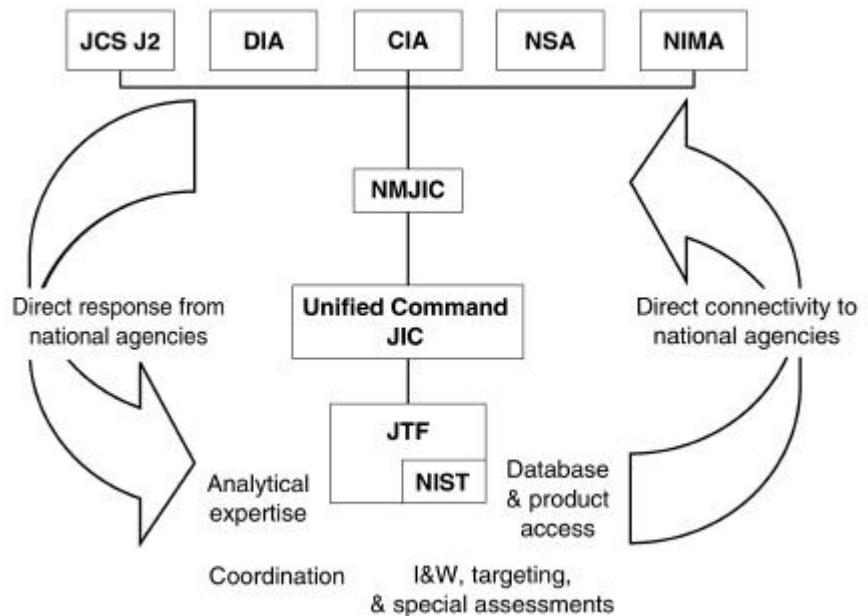 JCS J2
DIA
CIA
NSA
NIMA
NMJIC
Direct response from
national agencies
Unified Command
JIC
Direct connectivity to
national agencies
JTF
NIST
Analytical
expertise
Database
& product
access
Coordination
I&W, targeting,
& special assessments